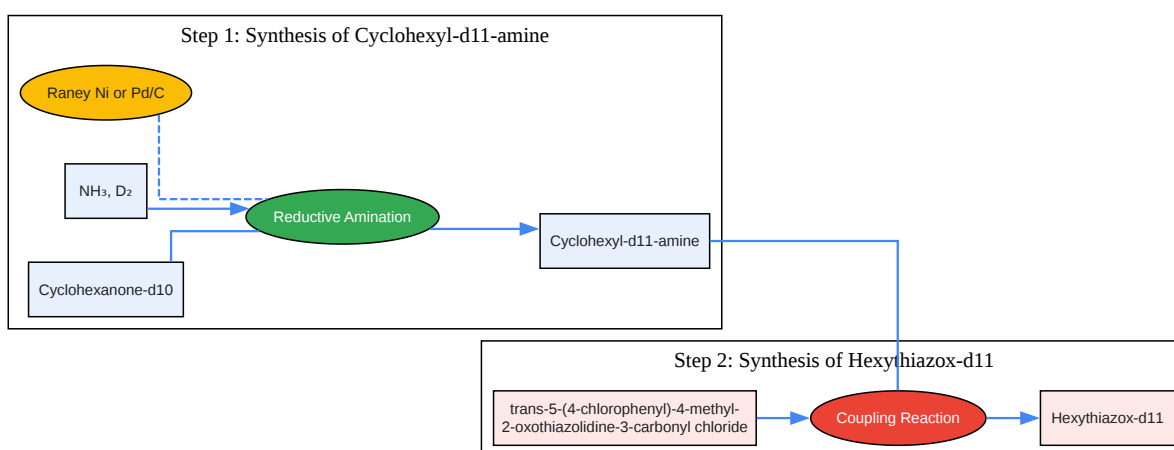 Step 1: Synthesis of Cyclohexyl-d11-amine
Raney Ni or Pd/C
NH₃, D₂
Reductive Amination
Cyclohexyl-d11-amine
Cyclohexanone-d10
Step 2: Synthesis of Hexythiazox-d11
trans-5-(4-chlorophenyl)-4-methyl-
2-oxothiazolidine-3-carbonyl chloride
Coupling Reaction
Hexythiazox-d11